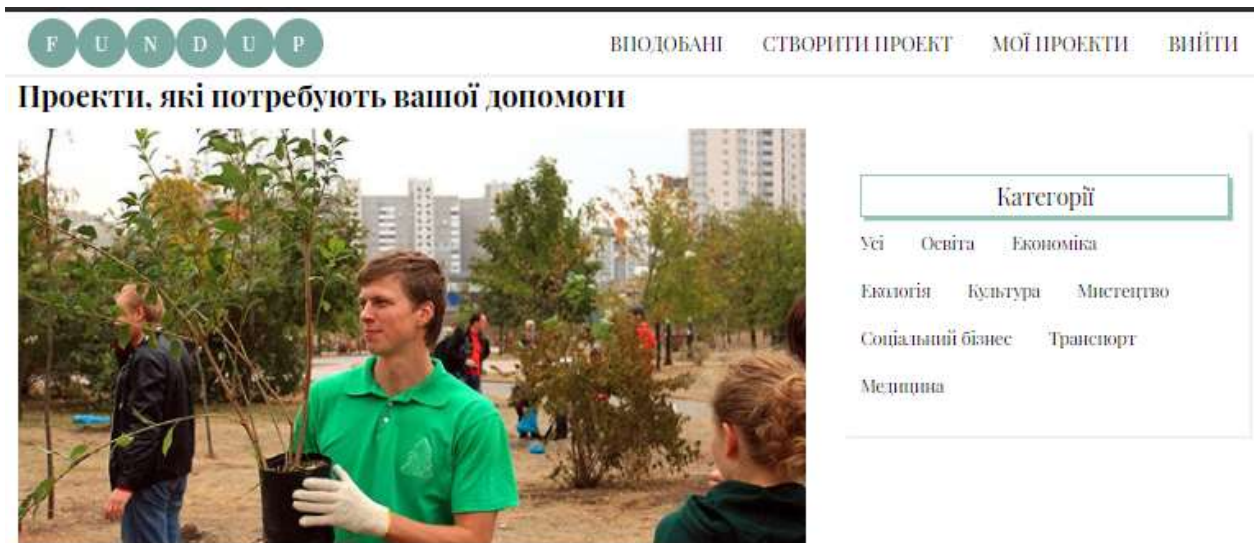 FUNDUP
ВПОДОБАНІ СТВОРИТИ ПРОЕКТ МОЇ ПРОЕКТИ ВИЙТИ
Проекти, які потребують вашої допомоги
Категорії
Усі Освіта Економіка
Екологія Культура Мистецтво
Соціальний бізнес Транспорт
Медицина